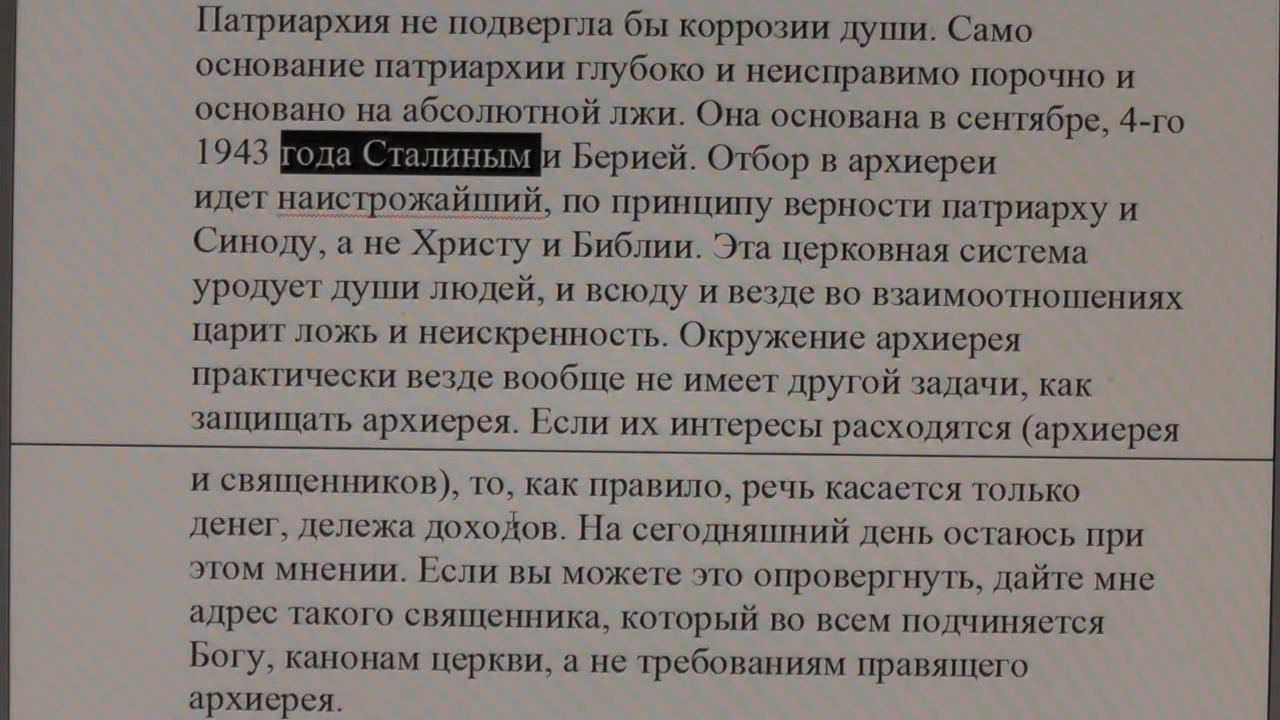 Патриархия не подвергла бы коррозии души. Само
основание патриархии глубоко и неисправимо порочно и
основано на абсолютной лжи. Она основана в сентябре, 4-го
1943 года Сталиным и Берией. Отбор в архиереи
идет наистрожайший, по принципу верности патриарху и
Синоду, а не Христу и Библии. Эта церковная система
уродует души людей, и всюду и везде во взаимоотношениях
царит ложь и неискренность. Окружение архиерея
практически везде вообще не имеет другой задачи, как
защищать архиерея. Если их интересы расходятся (архиерея
и священников), то, как правило, речь касается только
денег, дележа доходов. На сегодняшний день остаюсь при
этом мнении. Если вы можете это опровергнуть, дайте мне
адрес такого священника, который во всем подчиняется
Богу, канонам церкви, а не требованиям правящего
архиерея.